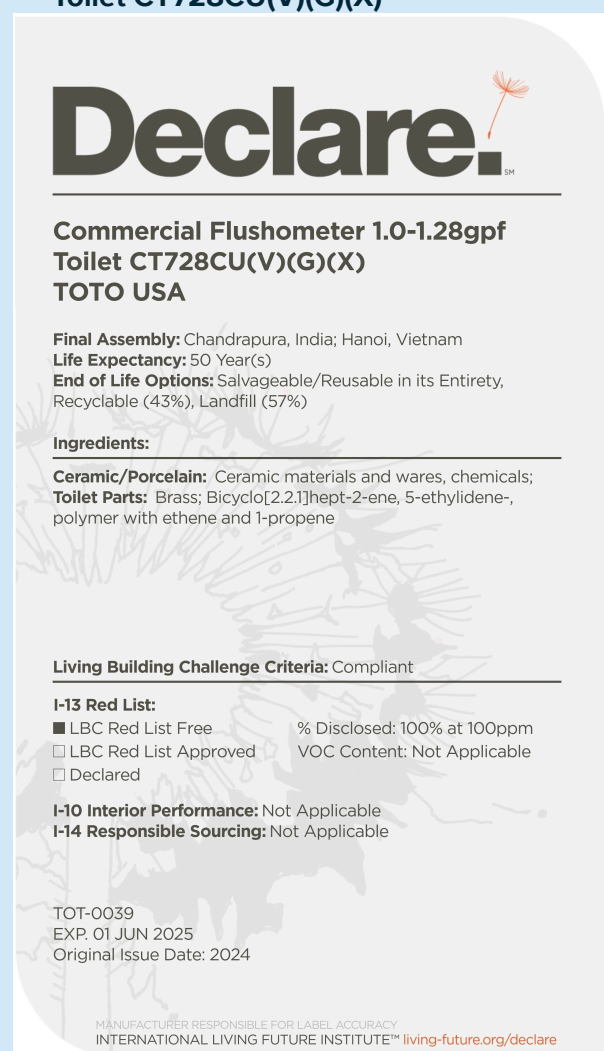 Toilet CT728CU(V)(G)(X)
Declare.
SM
Commercial Flushometer 1.0-1.28gpf
Toilet CT728CU(V)(G)(X)
TOTO USA
Final Assembly: Chandrapura, India; Hanoi, Vietnam
Life Expectancy: 50 Year(s)
End of Life Options: Salvageable/Reusable in its Entirety,
Recyclable (43%), Landfill (57%)
Ingredients:
Ceramic/Porcelain: Ceramic materials and wares, chemicals;
Toilet Parts: Brass; Bicyclo[2.2.1]hept-2-ene, 5-ethylidene-,
polymer with ethene and 1-propene
Living Building Challenge Criteria: Compliant
I-13 Red List:
■ LBC Red List Free % Disclosed: 100% at 100ppm
□ LBC Red List Approved VOC Content: Not Applicable
□ Declared
I-10 Interior Performance: Not Applicable
I-14 Responsible Sourcing: Not Applicable
TOT-0039
EXP. 01 JUN 2025
Original Issue Date: 2024
MANUFACTURER RESPONSIBLE FOR LABEL ACCURACY
INTERNATIONAL LIVING FUTURE INSTITUTE™ living-future.org/declare